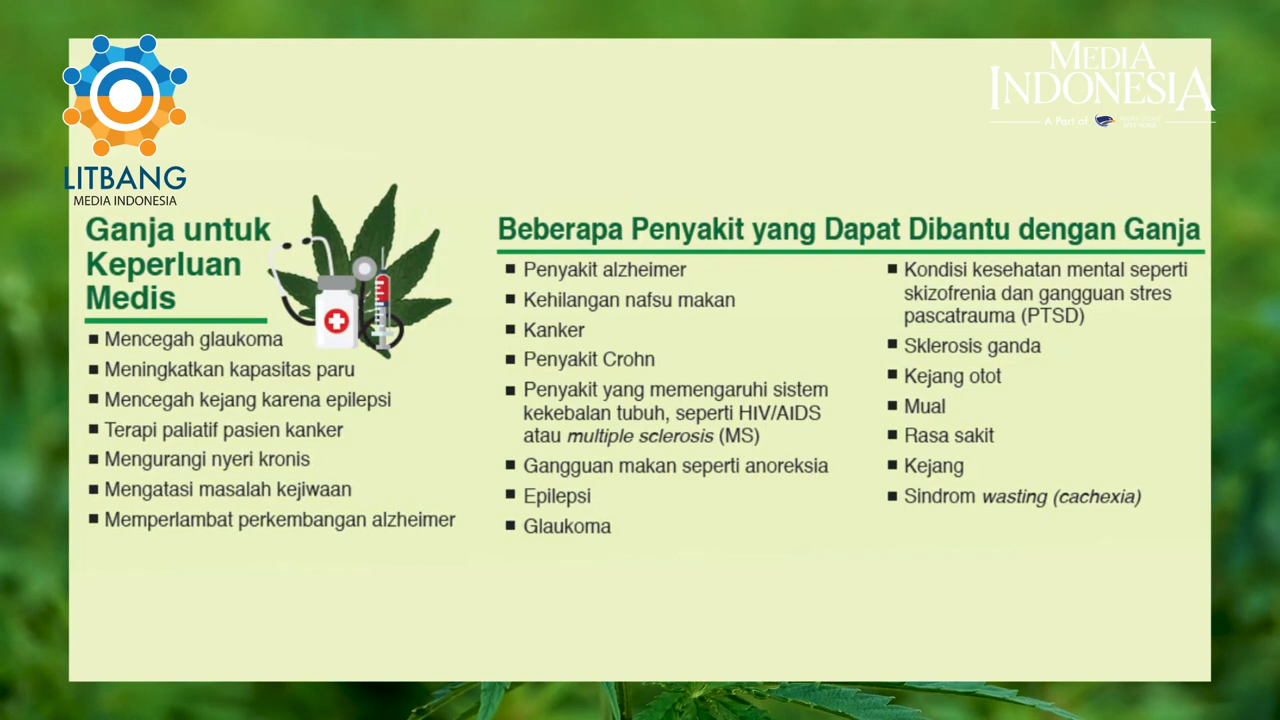 LITBANG
MEDIA INDONESIA
MEDIA
INDONESIA
A Part of
Ganja untuk
Keperluan
Medis
▪ Mencegah glaukoma
▪ Meningkatkan kapasitas paru
▪ Mencegah kejang karena epilepsi
▪ Terapi paliatif pasien kanker
▪ Mengurangi nyeri kronis
▪ Mengatasi masalah kejiwaan
▪ Memperlambat perkembangan alzheimer
Beberapa Penyakit yang Dapat Dibantu dengan Ganja
▪ Penyakit alzheimer
▪ Kehilangan nafsu makan
▪ Kanker
▪ Penyakit Crohn
▪ Penyakit yang memengaruhi sistem
kekebalan tubuh, seperti HIV/AIDS
atau multiple sclerosis (MS)
▪ Gangguan makan seperti anoreksia
▪ Epilepsi
▪ Glaukoma
▪ Kondisi kesehatan mental seperti
skizofrenia dan gangguan stres
pascatrauma (PTSD)
▪ Sklerosis ganda
▪ Kejang otot
▪ Mual
▪ Rasa sakit
▪ Kejang
▪ Sindrom wasting (cachexia)